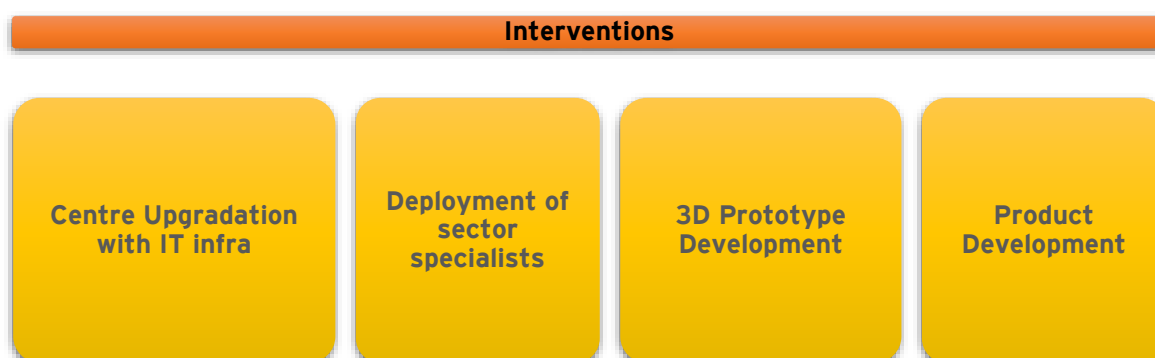 Interventions
Centre Upgradation
with IT infra
Deployment of
sector
specialists
3D Prototype
Development
Product
Development